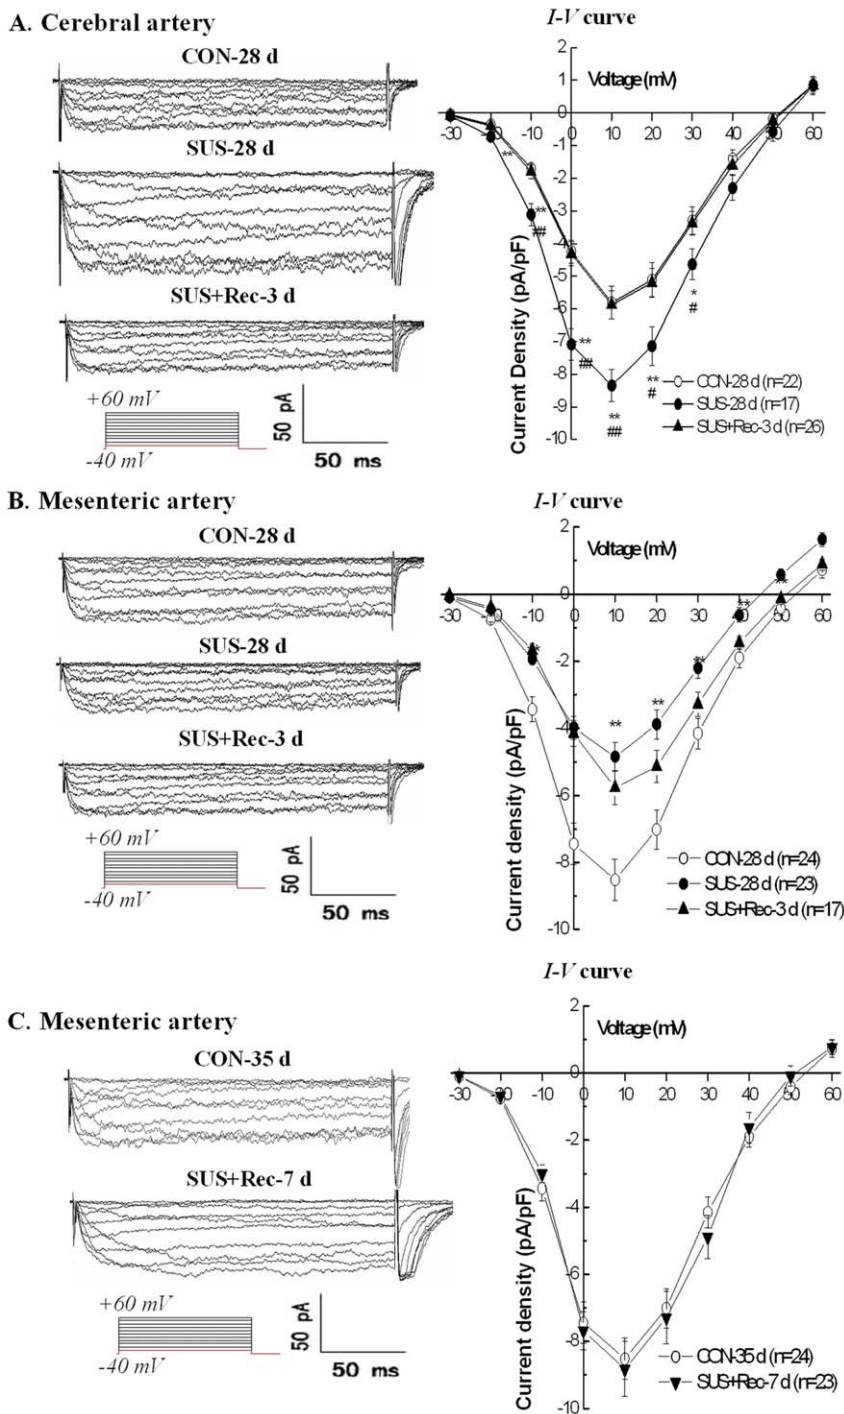 A. Cerebral artery
CON-28 d
SUS-28 d
SUS+Rec-3 d
+60 mV
-40 mV
50 pA
50 ms
I-V curve
Voltage (mV)
Current Density (pA/pF)
2
1
0
-3
-4
-5
-6
-7
-8
-9
-10
-30 -20 -10 0 10 20 30 40 50 60
**
**
##
**
##
**
##
**
#
*
#
CON-28 d (n=22)
SUS-28 d (n=17)
SUS+Rec-3 d (n=26)
B. Mesenteric artery
CON-28 d
SUS-28 d
SUS+Rec-3 d
+60 mV
-40 mV
50 pA
50 ms
I-V curve
Voltage (mV)
Current density (pA/pF)
2
0
-2
-4
-6
-8
-10
-30 -20 -10 0 10 20 30 40 50 60
**
**
**
**
**
CON-28 d (n=24)
SUS-28 d (n=23)
SUS+Rec-3 d (n=17)
C. Mesenteric artery
CON-35 d
SUS+Rec-7 d
+60 mV
-40 mV
50 pA
50 ms
I-V curve
Voltage (mV)
Current density (pA/pF)
2
0
-2
-4
-6
-8
-10
-30 -20 -10 0 10 20 30 40 50 60
CON-35 d (n=24)
SUS+Rec-7 d (n=23)